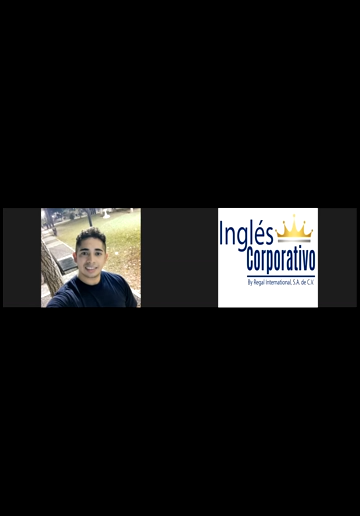 Inglés
Corporativo
By Regal International, S.A. de C.V.